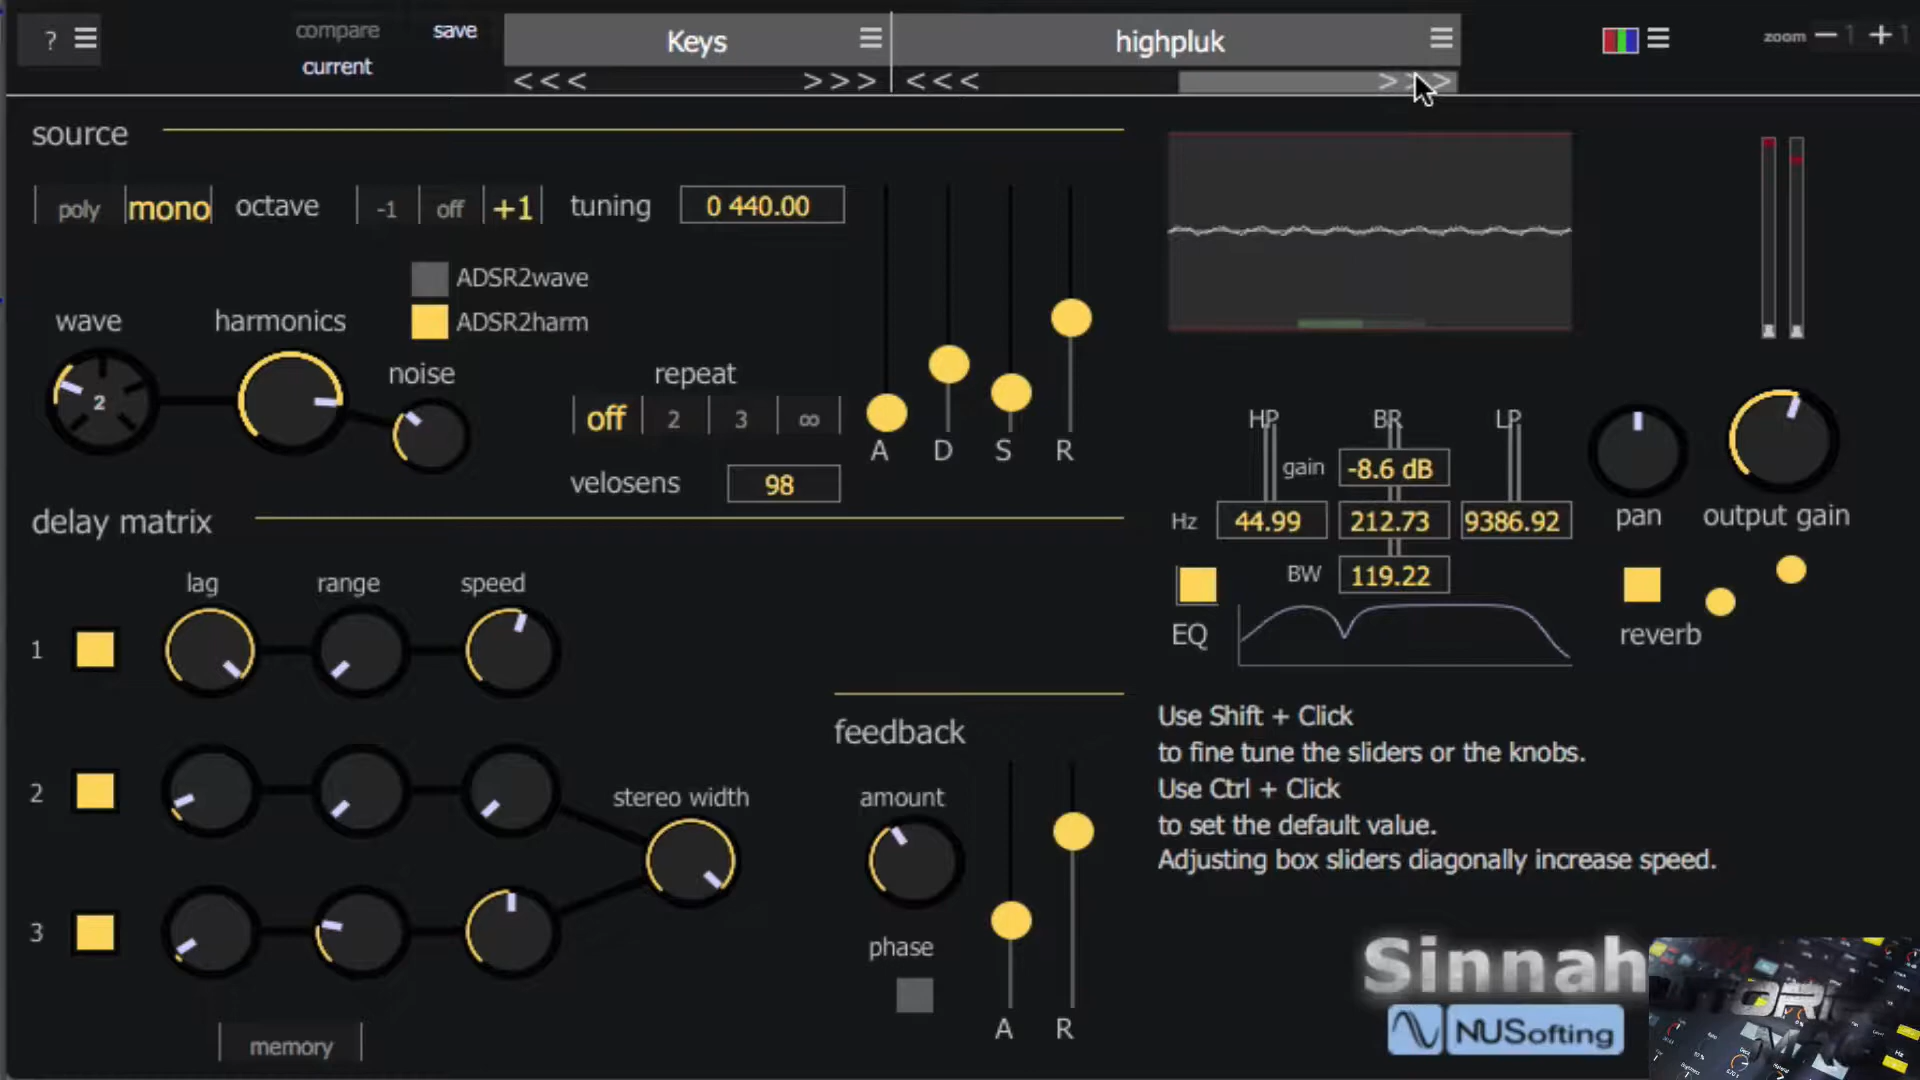 ? compare save Keys highpluk zoom − 1 + 1
current
<<< >>> <<< >>>
source
poly mono octave -1 off +1 tuning 0 440.00
ADSR2wave
wave harmonics ADSR2harm
noise repeat
2 off 2 3 ∞
A D S R
velosens 98
HP BR LP
gain -8.6 dB
Hz 44.99 212.73 9386.92
BW 119.22
EQ
pan output gain
reverb
delay matrix
lag range speed
1
2
3
stereo width
memory
feedback
amount
phase
A R
Use Shift + Click
to fine tune the sliders or the knobs.
Use Ctrl + Click
to set the default value.
Adjusting box sliders diagonally increase speed.
Sinnah
NUSofting